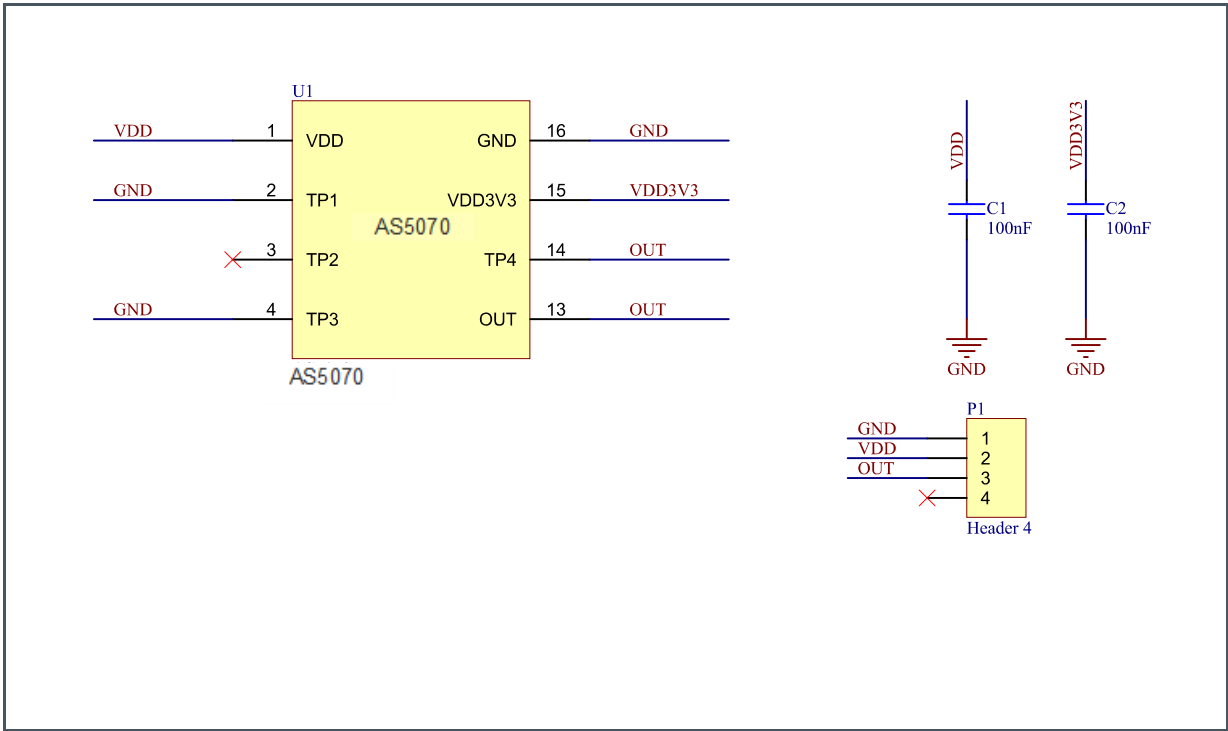 U1
VDD 1 VDD GND 16 GND
GND 2 TP1 VDD3V3 15 VDD3V3
AS5070
3 TP2 TP4 14 OUT
GND 4 TP3 OUT 13 OUT
AS5070
VDD
C1
100nF
GND
VDD3V3
C2
100nF
GND
P1
GND 1
VDD 2
OUT 3
4
Header 4